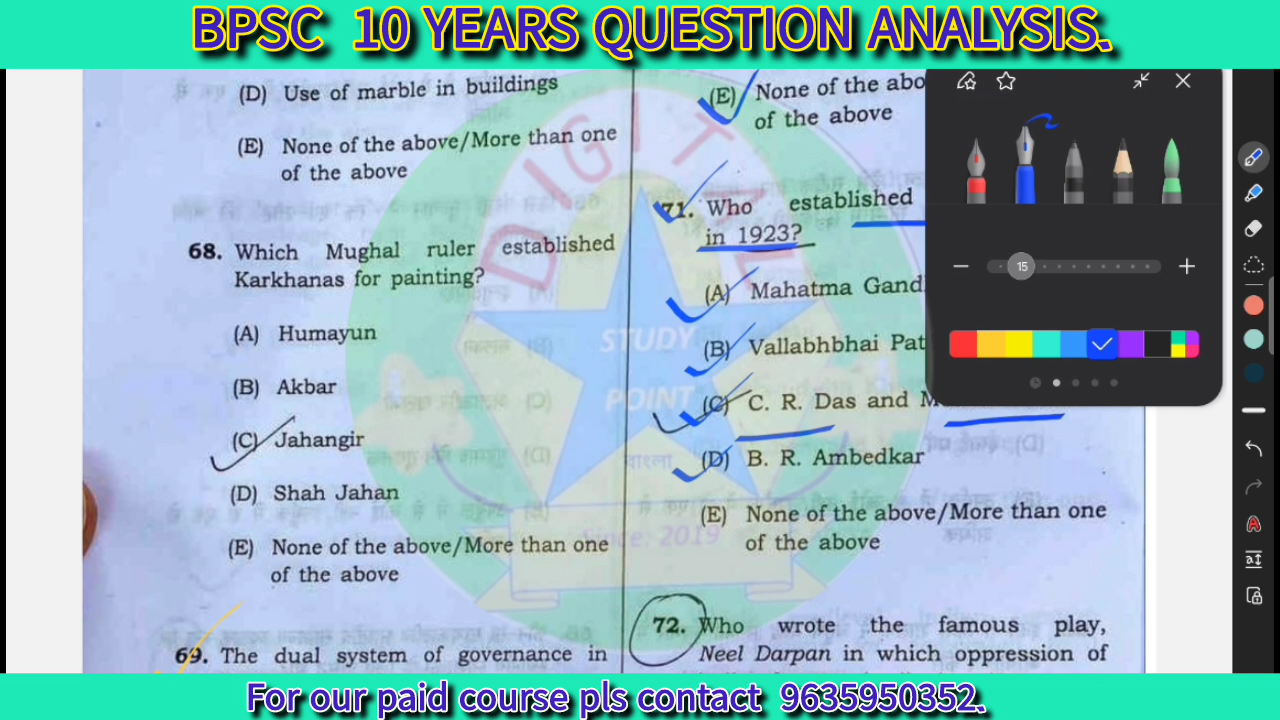 BPSC 10 YEARS QUESTION ANALYSIS.
(D) Use of marble in buildings
(E) None of the above/More than one
of the above
68. Which Mughal ruler established
Karkhanas for painting?
(A) Humayun
(B) Akbar
(C) Jahangir
(D) Shah Jahan
(E) None of the above/More than one
of the above
69. The dual system of governance in
(E) None of the abo
of the above
71. Who established
in 1923?
(A) Mahatma Gand
(B) Vallabhbhai Pat
(C) C. R. Das and M
(D) B. R. Ambedkar
(E) None of the above/More than one
of the above
72. Who wrote the famous play,
Neel Darpan in which oppression of
DIGIT
STUDY
POINT
বাংলা
Since: 2019
15
For our paid course pls contact 9635950352.